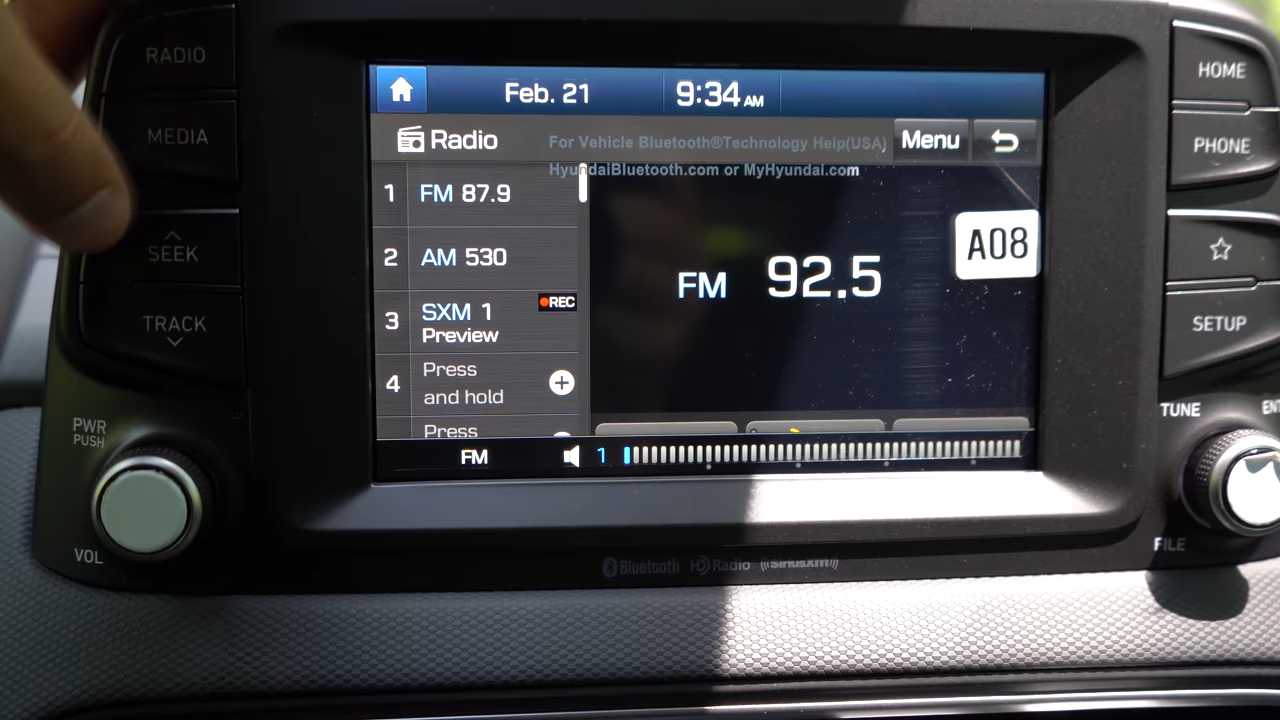 RADIO
MEDIA
SEEK
TRACK
PWR
PUSH
VOL
Feb. 21
9:34 AM
Radio
For Vehicle Bluetooth®Technology Help(USA)
HyundaiBluetooth.com or MyHyundai.com
Menu
1 FM 87.9
2 AM 530
3 SXM 1
REC
Preview
4 Press
and hold
Press
FM 92.5
A08
FM 1
HOME
PHONE
SETUP
TUNE
FILE
Bluetooth HD Radio ((SiriusXM))